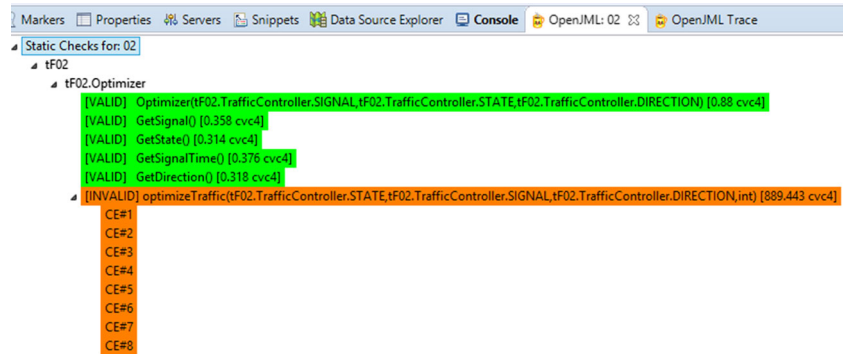 Markers Properties Servers Snippets Data Source Explorer Console OpenJML: 02 OpenJML Trace
Static Checks for: 02
tF02
tF02.Optimizer
[VALID] Optimizer(tF02.TrafficController.SIGNAL,tF02.TrafficController.STATE,tF02.TrafficController.DIRECTION) [0.88 cvc4]
[VALID] GetSignal() [0.358 cvc4]
[VALID] GetState() [0.314 cvc4]
[VALID] GetSignalTime() [0.376 cvc4]
[VALID] GetDirection() [0.318 cvc4]
[INVALID] optimizeTraffic(tF02.TrafficController.STATE,tF02.TrafficController.SIGNAL,tF02.TrafficController.DIRECTION,int) [889.443 cvc4]
CE#1
CE#2
CE#3
CE#4
CE#5
CE#6
CE#7
CE#8